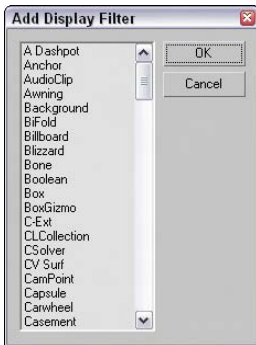 Add Display Filter
A Dashpot
Anchor
AudioClip
Awning
Background
BiFold
Billboard
Blizzard
Bone
Boolean
Box
BoxGizmo
C-Ext
CLCollection
CSolver
CV Surf
CamPoint
Capsule
Carwheel
Casement
OK
Cancel